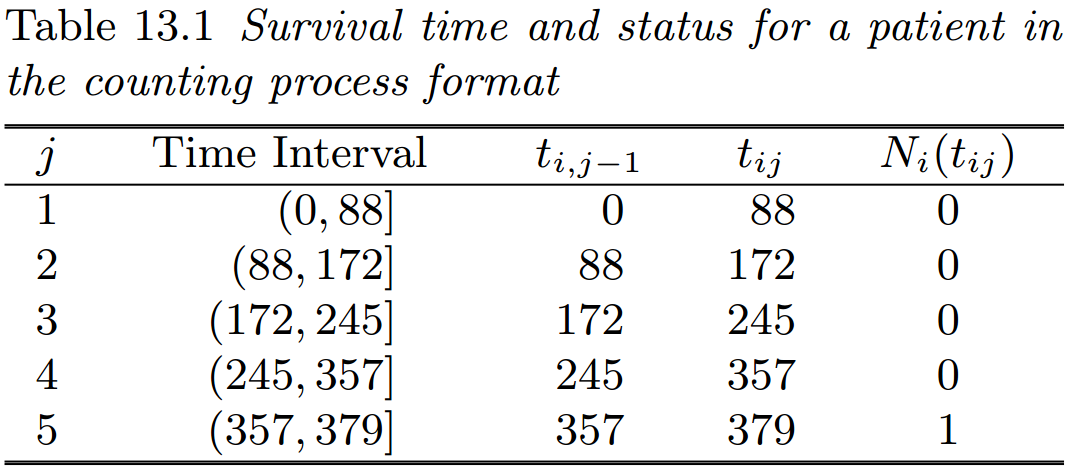 Table 13.1 Survival time and status for a patient in
the counting process format
j Time Interval t_{i,j−1} t_{ij} N_i(t_{ij})
1 (0, 88] 0 88 0
2 (88, 172] 88 172 0
3 (172, 245] 172 245 0
4 (245, 357] 245 357 0
5 (357, 379] 357 379 1